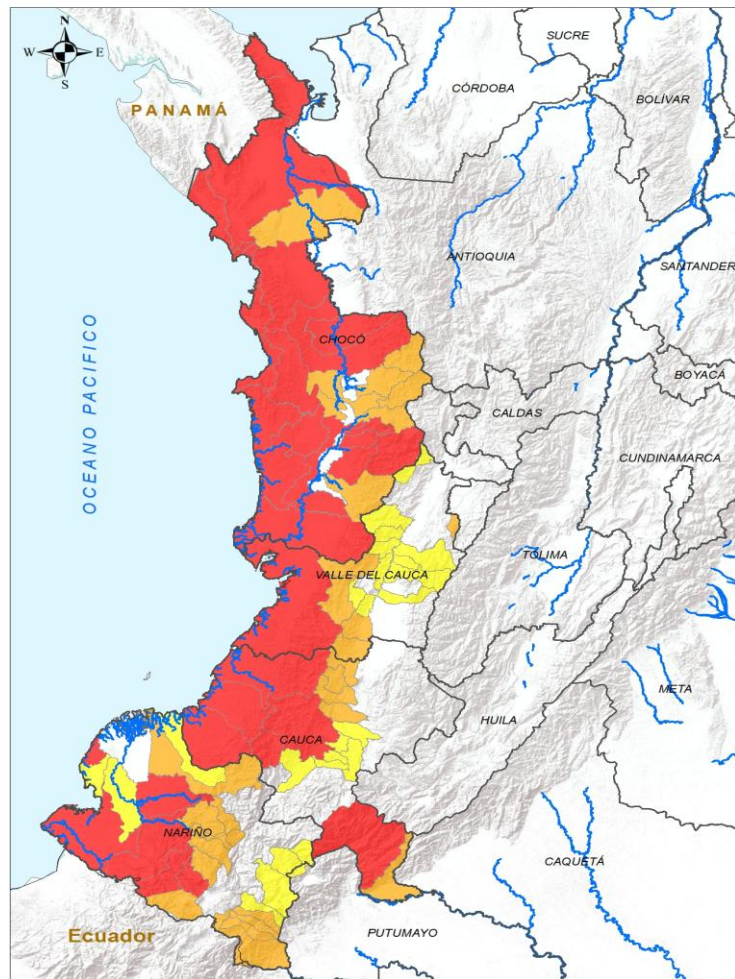 N
W E
S
SUCRE
CÓRDOBA
BOLÍVAR
PANAMÁ
ANTIOQUIA
SANTANDER
OCEANO PACIFICO
CHOCÓ
BOYACÁ
CALDAS
CUNDINAMARCA
TOLIMA
VALLE DEL CAUCA
META
HUILA
CAUCA
NARIÑO
CAQUETÁ
PUTUMAYO
Ecuador